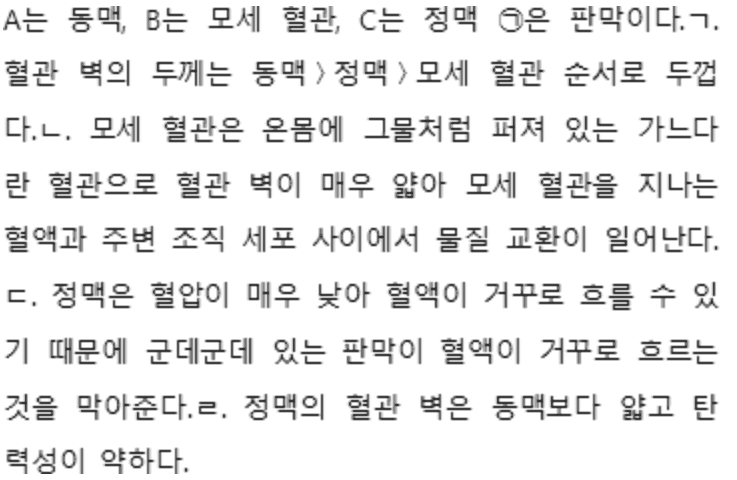 A는 동맥, B는 모세 혈관, C는 정맥 ㉠은 판막이다.ㄱ.
혈관 벽의 두께는 동맥〉정맥〉모세 혈관 순서로 두껍
다.ㄴ. 모세 혈관은 온몸에 그물처럼 퍼져 있는 가느다
란 혈관으로 혈관 벽이 매우 얇아 모세 혈관을 지나는
혈액과 주변 조직 세포 사이에서 물질 교환이 일어난다.
ㄷ. 정맥은 혈압이 매우 낮아 혈액이 거꾸로 흐를 수 있
기 때문에 군데군데 있는 판막이 혈액이 거꾸로 흐르는
것을 막아준다.ㄹ. 정맥의 혈관 벽은 동맥보다 얇고 탄
력성이 약하다.